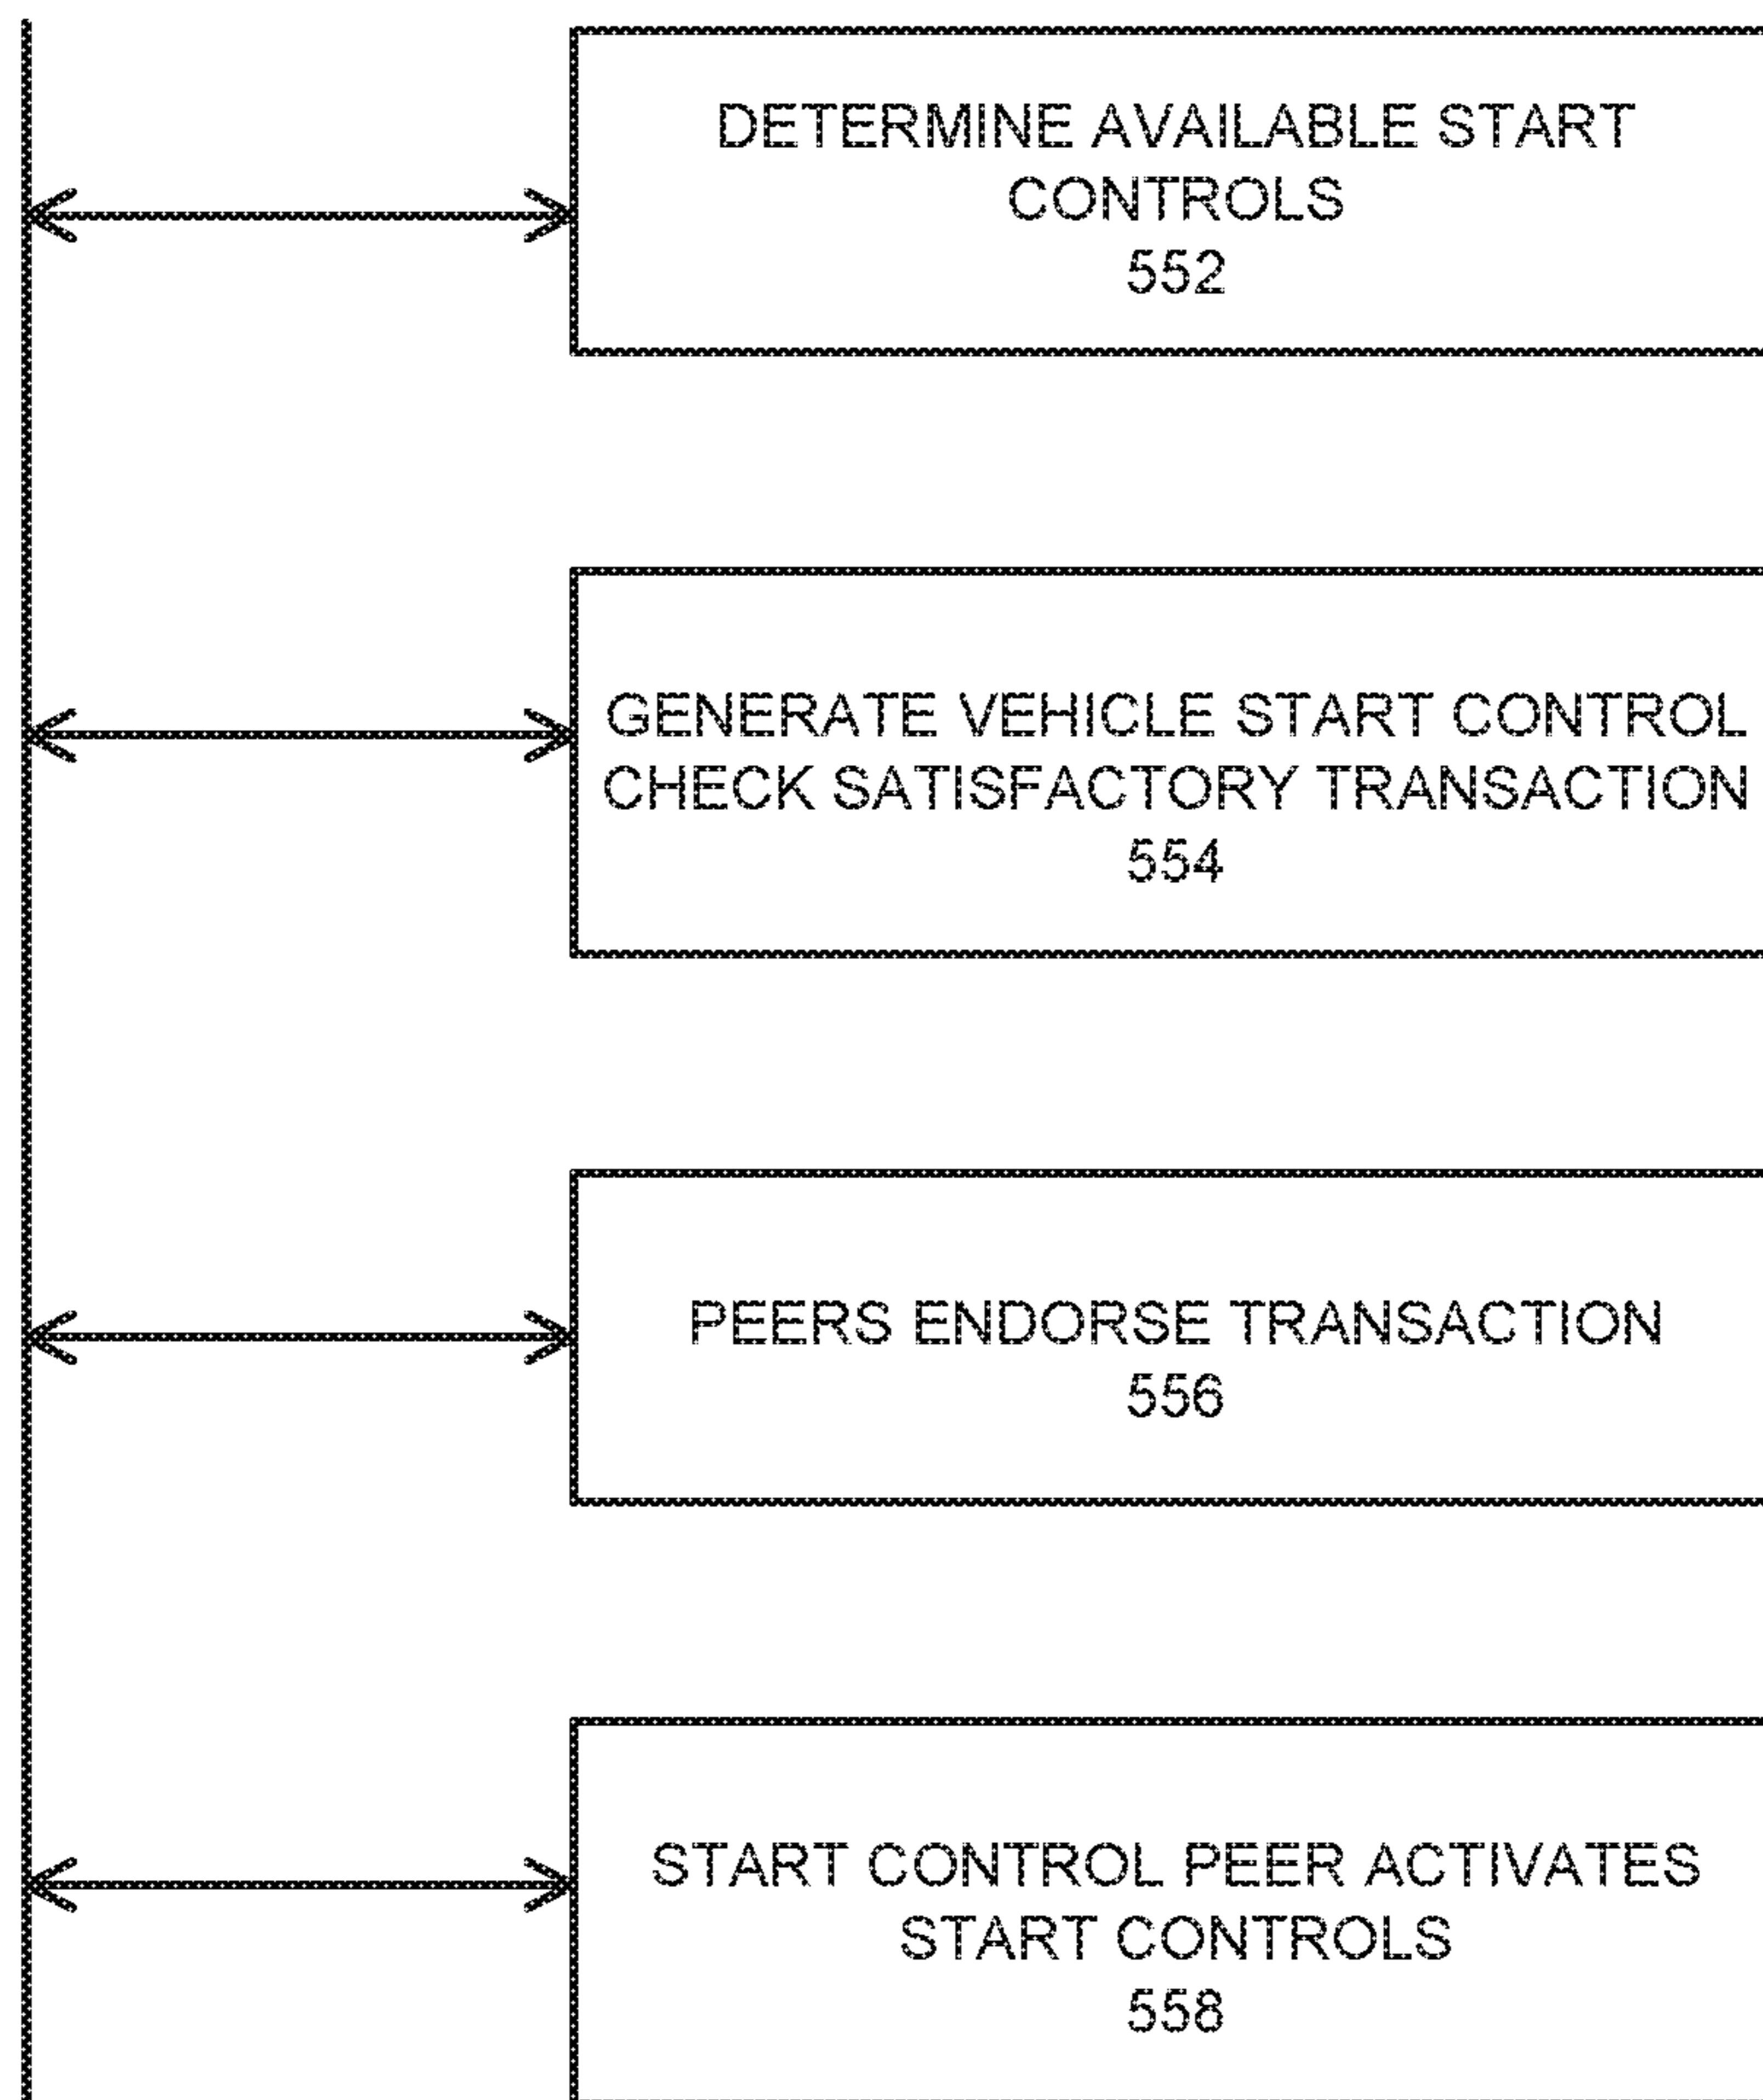 DETERMINE AVAILABLE START
CONTROLS
552
GENERATE VEHICLE START CONTROL
CHECK SATISFACTORY TRANSACTION
554
PEERS ENDORSE TRANSACTION
556
START CONTROL PEER ACTIVATES
START CONTROLS
558